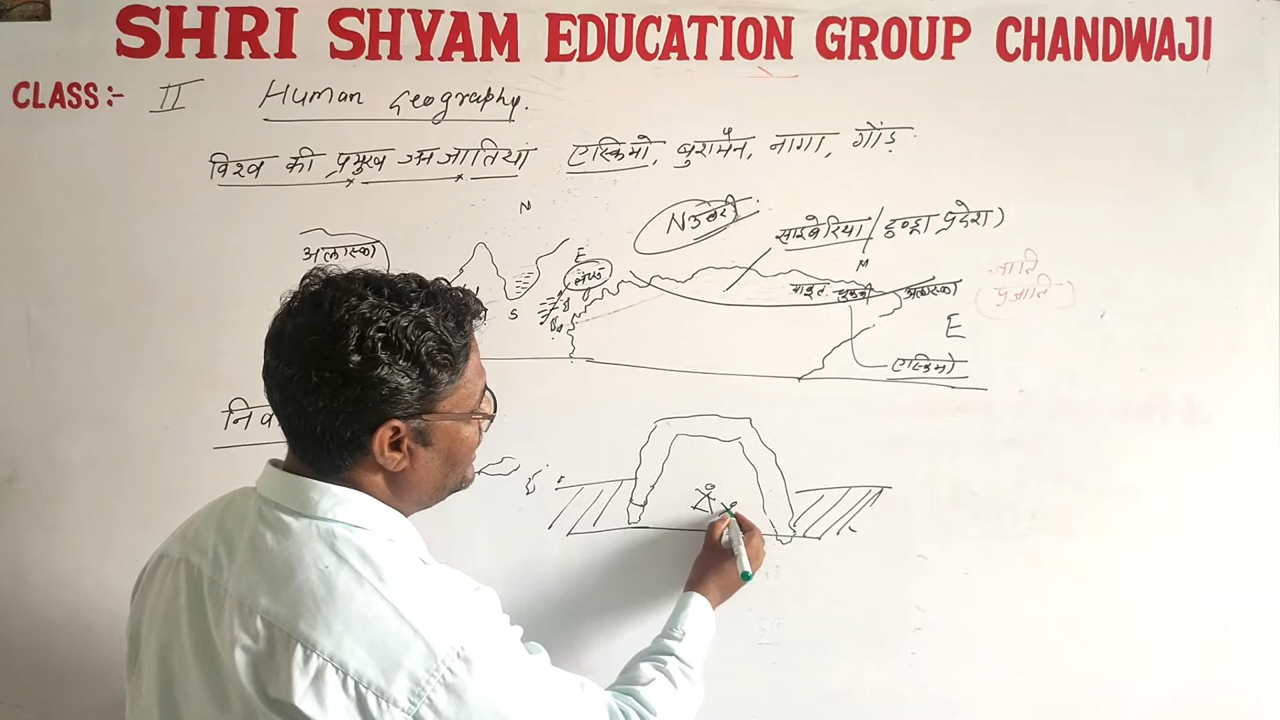 SHRI SHYAM EDUCATION GROUP CHANDWAJI
CLASS:- II Human Geography.
विश्व की प्रमुख जनजातियां एस्किमो, बुशमैन, नागा, गोंड़
N
साइबेरिया / टुण्ड्रा प्रदेश)
अलास्का
E
M
जाति
(प्रजाति)
S
अलास्का
E
एस्किमो